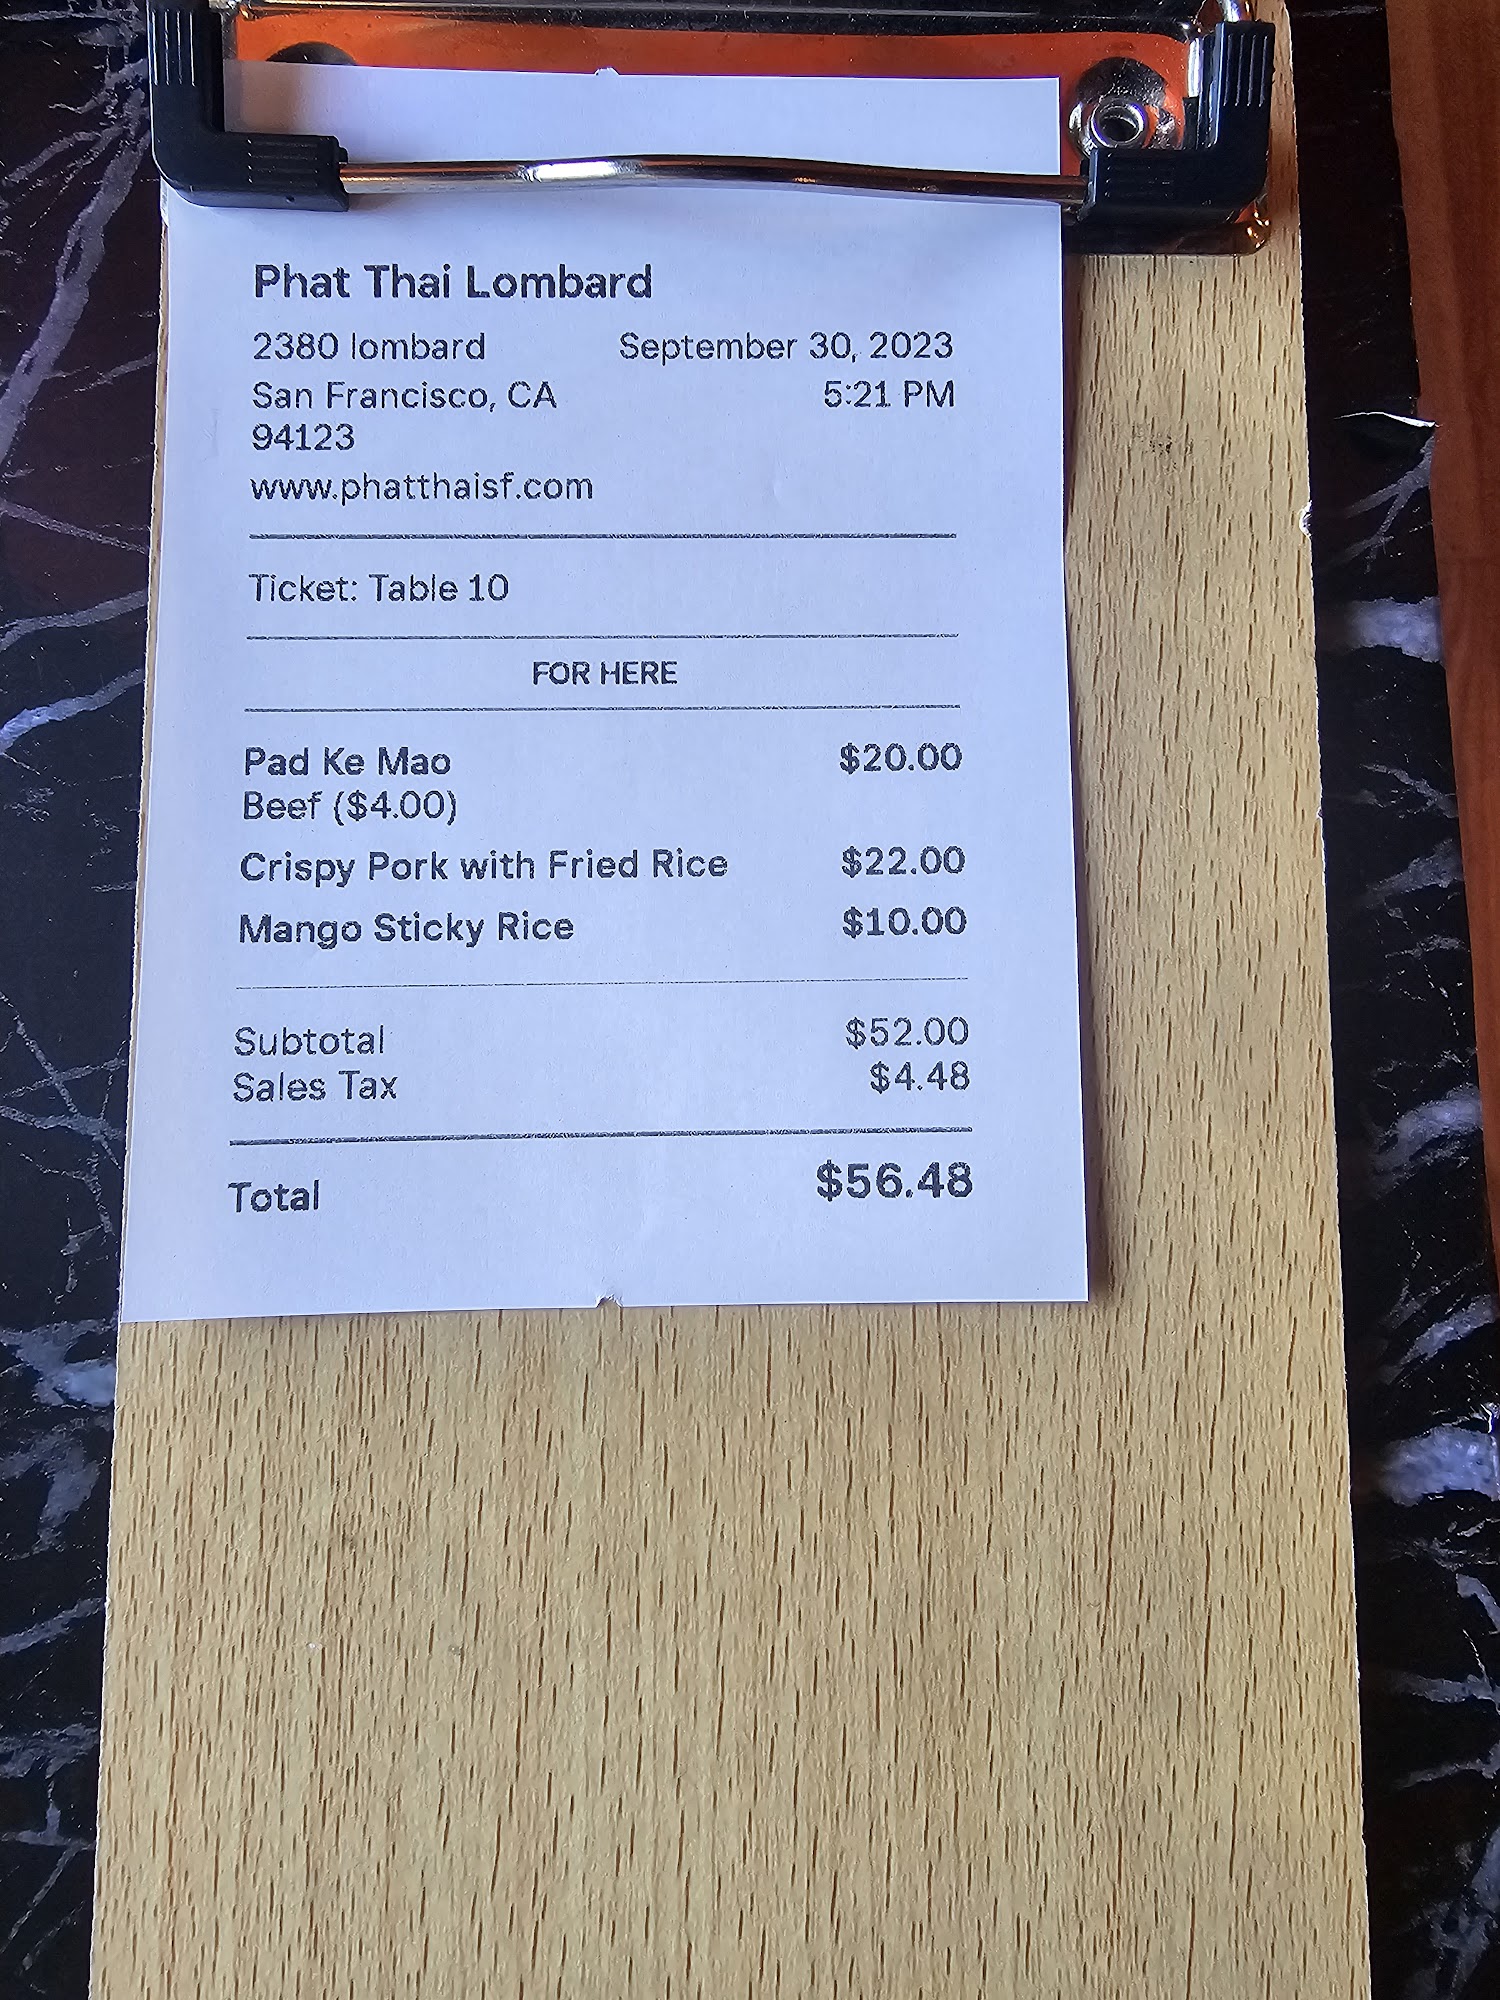 Phat Thai Lombard
2380 lombard September 30, 2023
San Francisco, CA 5:21 PM
94123
www.phatthaisf.com
Ticket: Table 10
FOR HERE
Pad Ke Mao $20.00
Beef ($4.00)
Crispy Pork with Fried Rice $22.00
Mango Sticky Rice $10.00
Subtotal $52.00
Sales Tax $4.48
Total $56.48